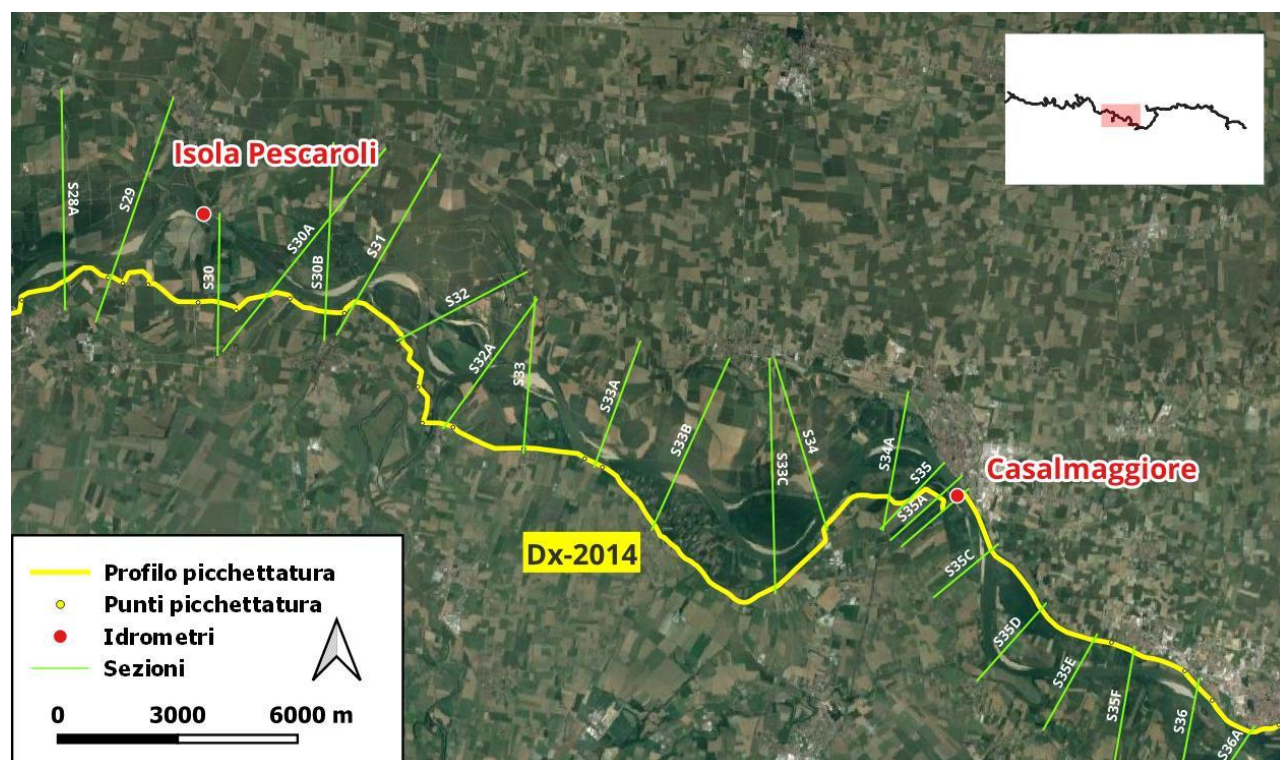 Isola Pescaroli
S28A
S29
S30
S30A
S30B
S31
S32
S32A
S33
S33A
S33B
S33C
S34
S34A
S35
S35A
Casalmaggiore
S35C
S35D
S35E
S35F
S36
S36A
Dx-2014
Profilo picchettatura
Punti picchettatura
Idrometri
Sezioni
0 3000 6000 m